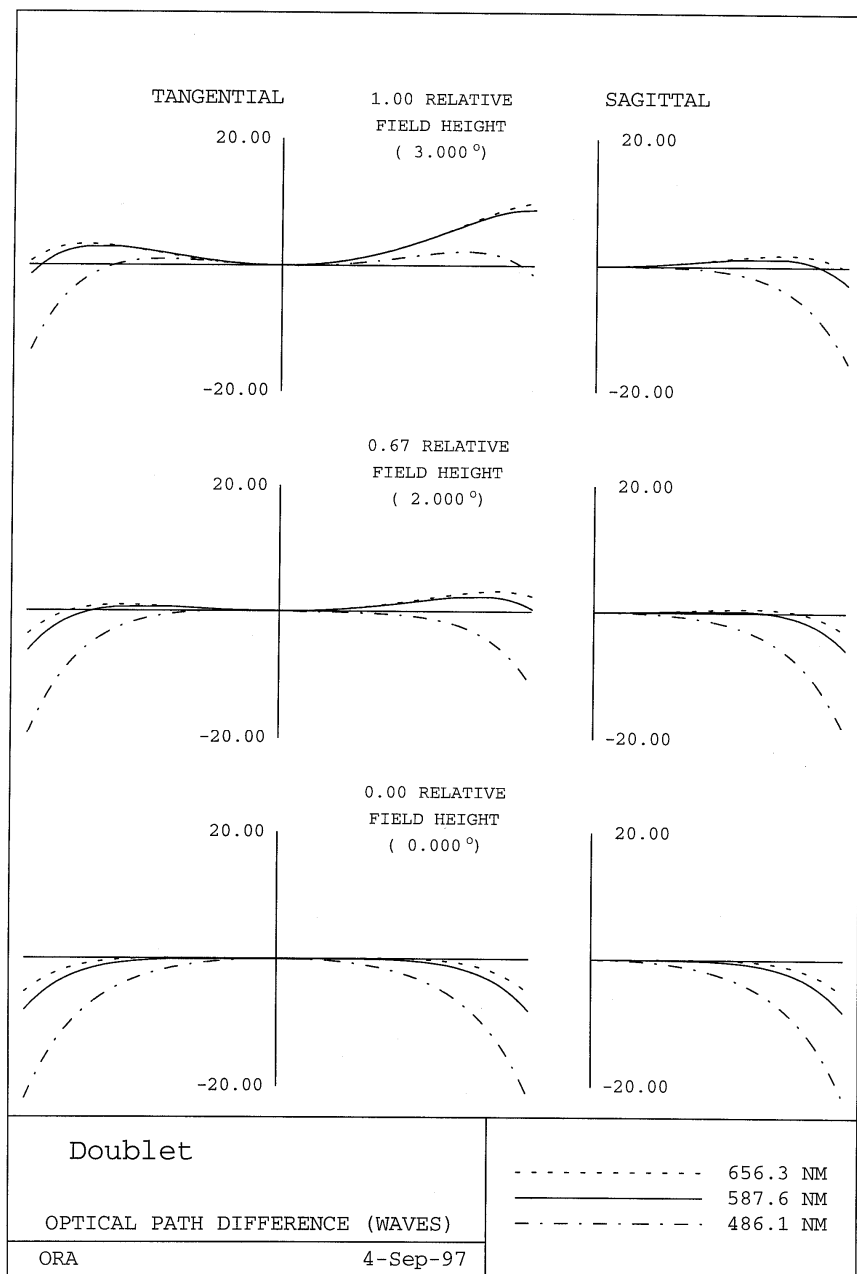 TANGENTIAL
1.00 RELATIVE
FIELD HEIGHT
( 3.000 °)
SAGITTAL
20.00
20.00
-20.00
-20.00
0.67 RELATIVE
FIELD HEIGHT
( 2.000 °)
20.00
20.00
-20.00
-20.00
0.00 RELATIVE
FIELD HEIGHT
( 0.000 °)
20.00
20.00
-20.00
-20.00
Doublet
OPTICAL PATH DIFFERENCE (WAVES)
ORA 4-Sep-97
656.3 NM
587.6 NM
486.1 NM